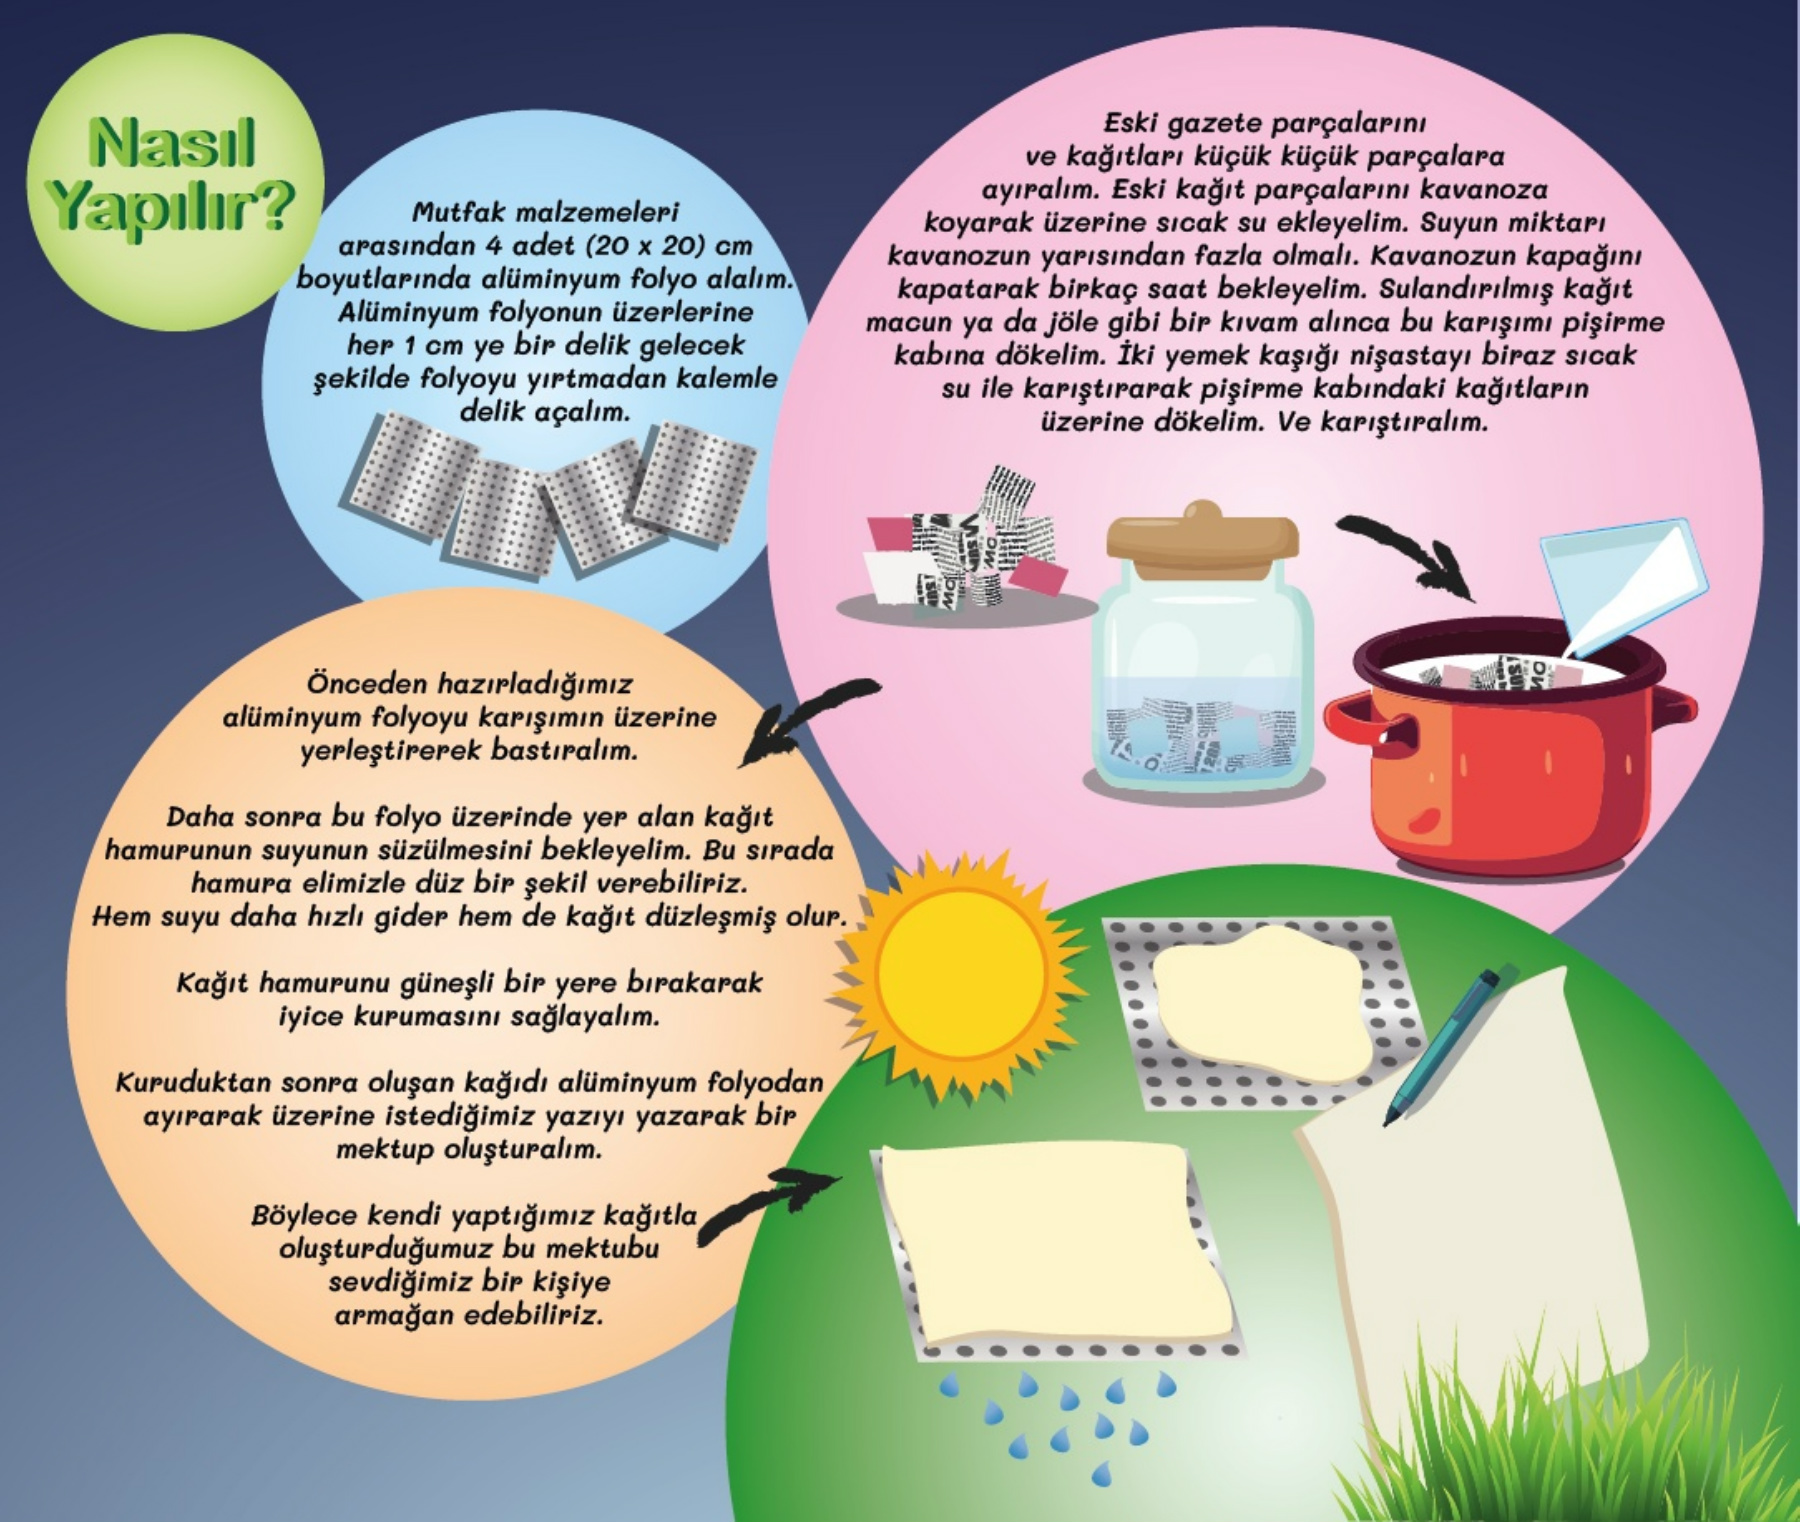 Nasıl
Yapılır?
Mutfak malzemeleri
arasından 4 adet (20 x 20) cm
boyutlarında alüminyum folyo alalım.
Alüminyum folyonun üzerlerine
her 1 cm ye bir delik gelecek
şekilde folyoyu yırtmadan kalemle
delik açalım.
Eski gazete parçalarını
ve kağıtları küçük küçük parçalara
ayıralım. Eski kağıt parçalarını kavanoza
koyarak üzerine sıcak su ekleyelim. Suyun miktarı
kavanozun yarısından fazla olmalı. Kavanozun kapağını
kapatarak birkaç saat bekleyelim. Sulandırılmış kağıt
macun ya da jöle gibi bir kıvam alınca bu karışımı pişirme
kabına dökelim. İki yemek kaşığı nişastayı biraz sıcak
su ile karıştırarak pişirme kabındaki kağıtların
üzerine dökelim. Ve karıştıralım.
Önceden hazırladığımız
alüminyum folyoyu karışımın üzerine
yerleştirerek bastıralım.
Daha sonra bu folyo üzerinde yer alan kağıt
hamurunun suyunun süzülmesini bekleyelim. Bu sırada
hamura elimizle düz bir şekil verebiliriz.
Hem suyu daha hızlı gider hem de kağıt düzleşmiş olur.
Kağıt hamurunu güneşli bir yere bırakarak
iyice kurumasını sağlayalım.
Kuruduktan sonra oluşan kağıdı alüminyum folyodan
ayırarak üzerine istediğimiz yazıyı yazarak bir
mektup oluşturalım.
Böylece kendi yaptığımız kağıtla
oluşturduğumuz bu mektubu
sevdiğimiz bir kişiye
armağan edebiliriz.